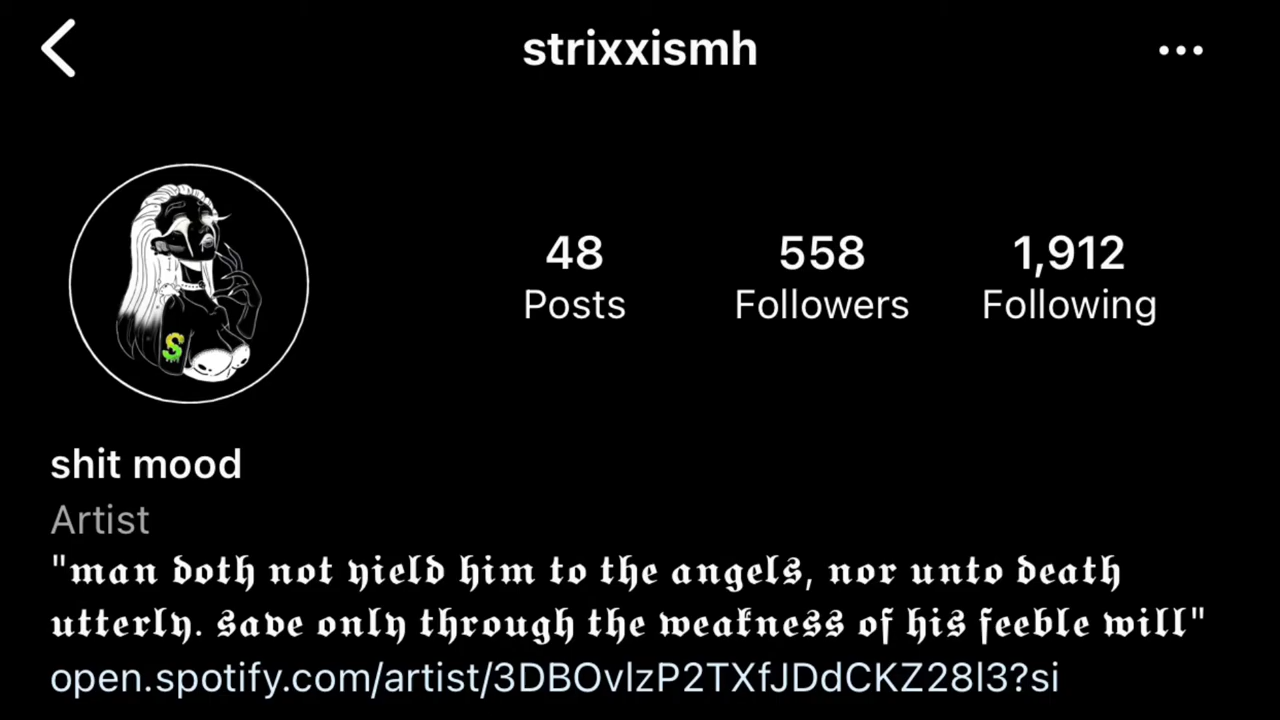 strixxismh
48 558 1,912
Posts Followers Following
S
shit mood
Artist
"man doth not yield him to the angels, nor unto death
utterly. save only through the weakness of his feeble will"
open.spotify.com/artist/3DBOvlzP2TXfJDdCKZ28l3?si